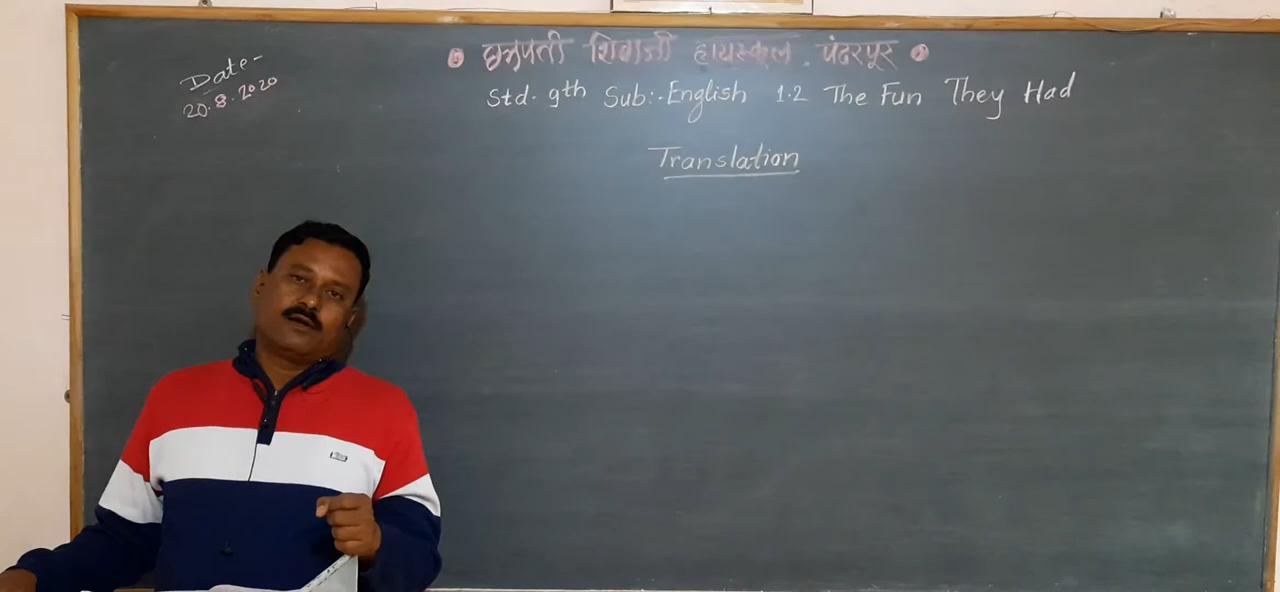 Date-
20.8.2020
छत्रपती शिवाजी हायस्कूल. पंढरपूर
Std. 9th Sub:- English 1.2 The Fun They Had
Translation